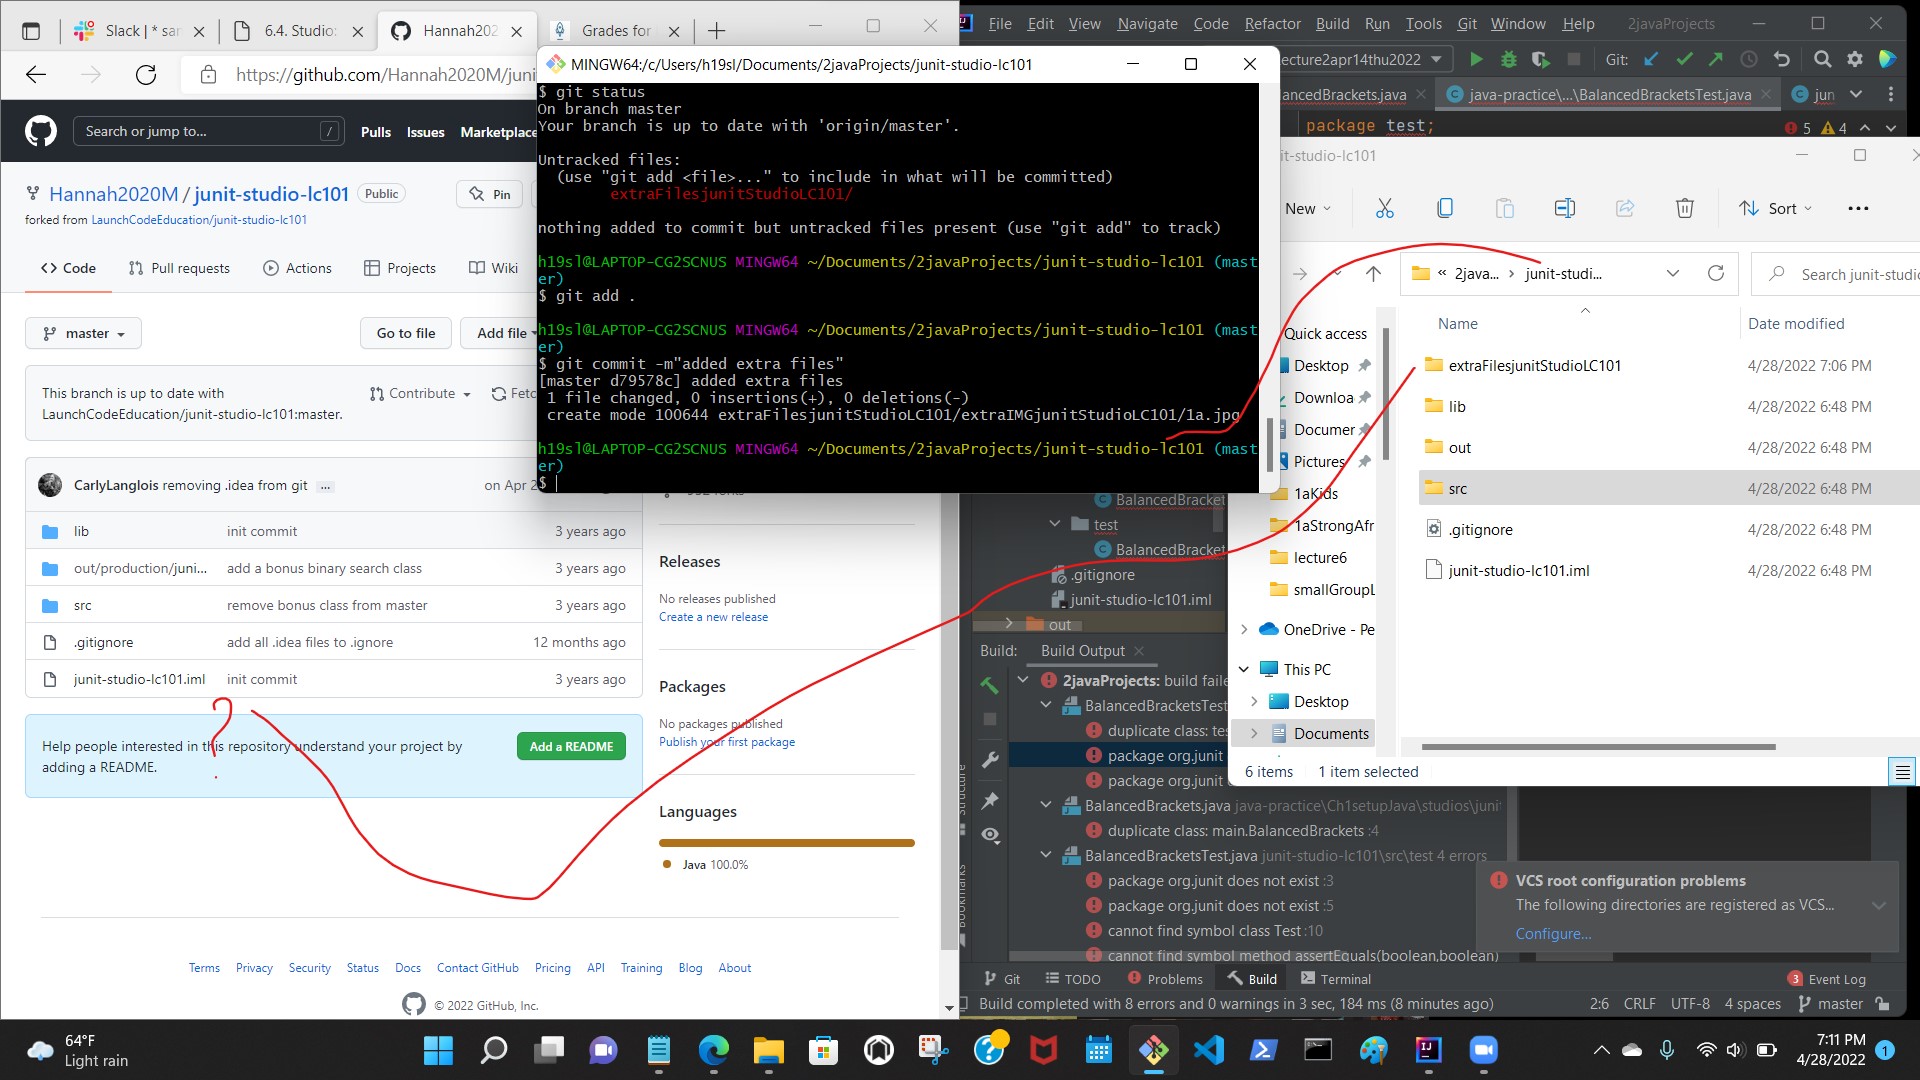 Slack | * sar
6.4. Studio:
Hannah202
Grades for
https://github.com/Hannah2020M/juni
Search or jump to...
/
Pulls
Issues
Marketplace
Hannah2020M / junit-studio-lc101
Public
Pin
forked from LaunchCodeEducation/junit-studio-lc101
Code
Pull requests
Actions
Projects
Wiki
master
Go to file
Add file
This branch is up to date with
LaunchCodeEducation/junit-studio-lc101:master.
Contribute
Fetc
CarlyLanglois removing .idea from git ...
on Apr 2
lib
init commit
3 years ago
out/production/juni...
add a bonus binary search class
3 years ago
src
remove bonus class from master
3 years ago
.gitignore
add all .idea files to .ignore
12 months ago
junit-studio-lc101.iml
init commit
3 years ago
?
Help people interested in this repository understand your project by
adding a README.
Add a README
Releases
No releases published
Create a new release
Packages
No packages published
Publish your first package
Languages
Java 100.0%
Terms
Privacy
Security
Status
Docs
Contact GitHub
Pricing
API
Training
Blog
About
© 2022 GitHub, Inc.
MINGW64:/c/Users/h19sl/Documents/2javaProjects/junit-studio-lc101
$ git status
On branch master
Your branch is up to date with 'origin/master'.
Untracked files:
(use "git add <file>..." to include in what will be committed)
extraFilesjunitStudioLC101/
nothing added to commit but untracked files present (use "git add" to track)
h19sl@LAPTOP-CG2SCNUS MINGW64 ~/Documents/2javaProjects/junit-studio-lc101 (mast
er)
$ git add .
h19sl@LAPTOP-CG2SCNUS MINGW64 ~/Documents/2javaProjects/junit-studio-lc101 (mast
er)
$ git commit -m"added extra files"
[master d79578c] added extra files
1 file changed, 0 insertions(+), 0 deletions(-)
create mode 100644 extraFilesjunitStudioLC101/extraIMGjunitStudioLC101/1a.jpg
h19sl@LAPTOP-CG2SCNUS MINGW64 ~/Documents/2javaProjects/junit-studio-lc101 (mast
er)
$
File
Edit
View
Navigate
Code
Refactor
Build
Run
Tools
Git
Window
Help
2javaProjects
ecture2apr14thu2022
Git:
ancedBrackets.java
java-practice\...\BalancedBracketsTest.java
jun
package test;
5
4
it-studio-lc101
New
Sort
2java...
junit-studi...
Search junit-studio
Quick access
Desktop
Downloa
Documer
Pictures
1aKids
1aStrongAfr
lecture6
smallGroupL
OneDrive - Pe
This PC
Desktop
Documents
Name
Date modified
extraFilesjunitStudioLC101
4/28/2022 7:06 PM
lib
4/28/2022 6:48 PM
out
4/28/2022 6:48 PM
src
4/28/2022 6:48 PM
.gitignore
4/28/2022 6:48 PM
junit-studio-lc101.iml
4/28/2022 6:48 PM
6 items
1 item selected
BalancedBracket
test
BalancedBracket
.gitignore
junit-studio-lc101.iml
out
Build:
Build Output
2javaProjects: build faile
BalancedBracketsTest
duplicate class: tes
package org.junit
package org.junit
BalancedBrackets.java java-practice\Ch1setupJava\studios\juni
duplicate class: main.BalancedBrackets :4
BalancedBracketsTest.java junit-studio-lc101\src\test 4 errors
package org.junit does not exist :3
package org.junit does not exist :5
cannot find symbol class Test :10
cannot find symbol method assertEquals(boolean,boolean)
Structure
Bookmarks
VCS root configuration problems
The following directories are registered as VCS...
Configure...
Git
TODO
Problems
Build
Terminal
3
Event Log
Build completed with 8 errors and 0 warnings in 3 sec, 184 ms (8 minutes ago)
2:6
CRLF
UTF-8
4 spaces
master
64°F
Light rain
7:11 PM
4/28/2022
1